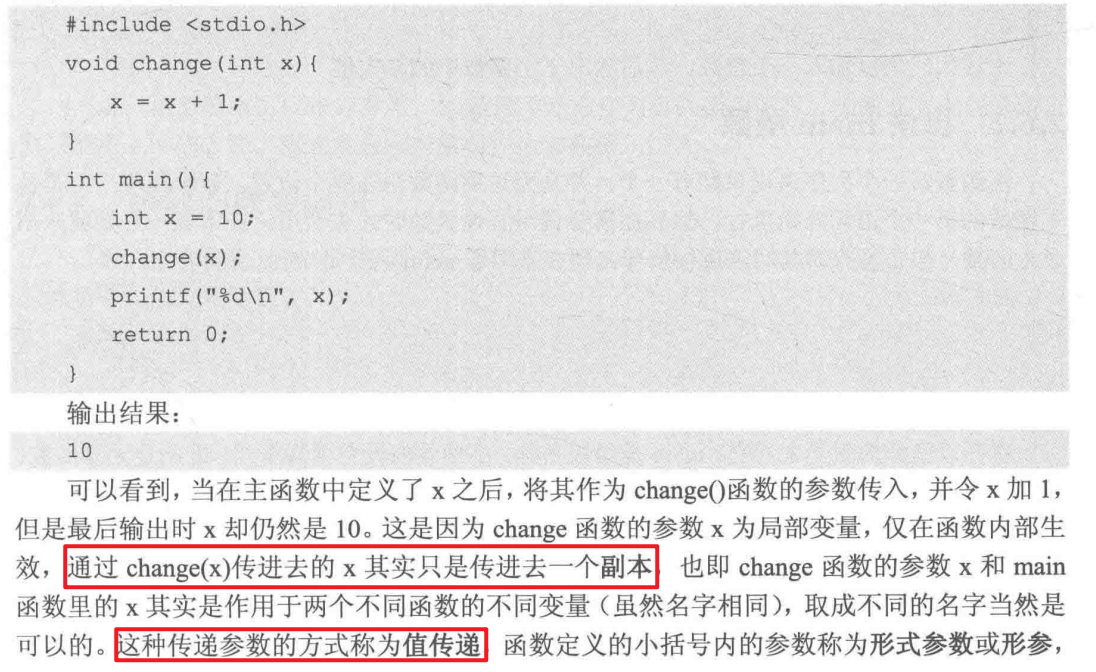 #include <stdio.h>
void change(int x){
x = x + 1;
}
int main(){
int x = 10;
change(x);
printf("%d\n", x);
return 0;
}
输出结果：
10
可以看到，当在主函数中定义了 x 之后，将其作为 change()函数的参数传入，并令 x 加 1，
但是最后输出时 x 却仍然是 10。这是因为 change 函数的参数 x 为局部变量，仅在函数内部生
效，通过 change(x)传进去的 x 其实只是传进去一个副本 也即 change 函数的参数 x 和 main
函数里的 x 其实是作用于两个不同函数的不同变量（虽然名字相同），取成不同的名字当然是
可以的。这种传递参数的方式称为值传递 函数定义的小括号内的参数称为形式参数或形参，